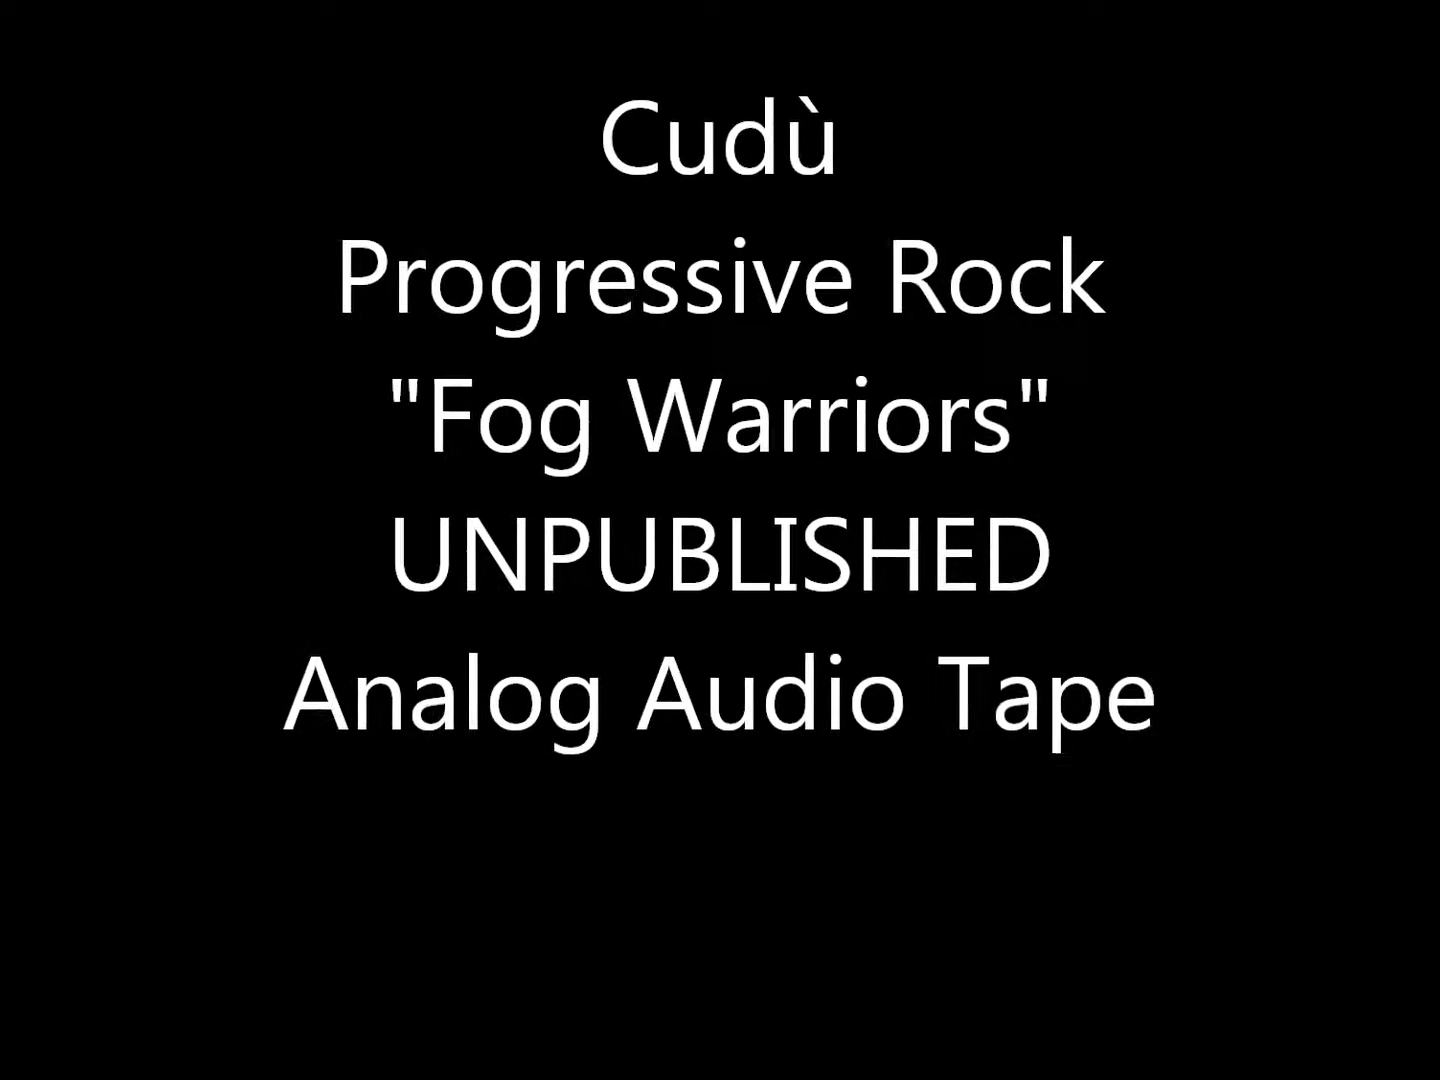 Cudù
Progressive Rock
"Fog Warriors"
UNPUBLISHED
Analog Audio Tape